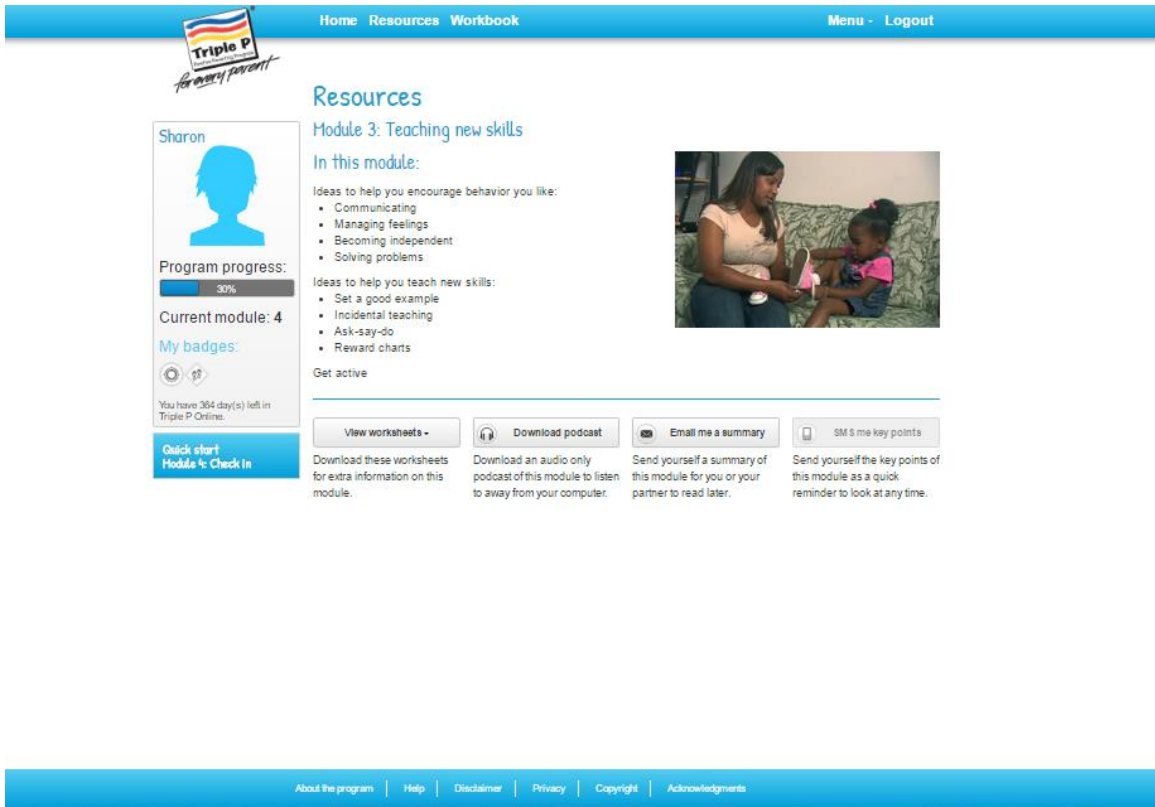 Home Resources Workbook
Menu - Logout
Triple P
for every parent
Sharon
Program progress:
30%
Current module: 4
My badges:
You have 364 day(s) left in
Triple P Online.
Quick start
Module 4: Check In
Resources
Module 3: Teaching new skills
In this module:
Ideas to help you encourage behavior you like:
• Communicating
• Managing feelings
• Becoming independent
• Solving problems
Ideas to help you teach new skills:
• Set a good example
• Incidental teaching
• Ask-say-do
• Reward charts
Get active
View worksheets -
Download these worksheets
for extra information on this
module.
Download podcast
Download an audio only
podcast of this module to listen
to away from your computer.
Email me a summary
Send yourself a summary of
this module for you or your
partner to read later.
SMS me key points
Send yourself the key points of
this module as a quick
reminder to look at any time.
About the program | Help | Disclaimer | Privacy | Copyright | Acknowledgments